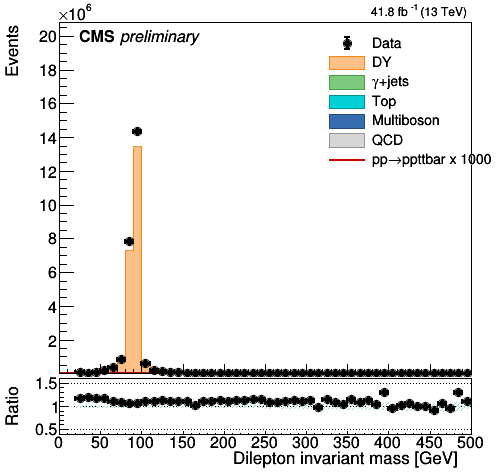 ×10⁶
41.8 fb⁻¹ (13 TeV)
CMS preliminary
Events
20
18
16
14
12
10
8
6
4
2
Data
DY
γ+jets
Top
Multiboson
QCD
pp→ppttbar x 1000
Ratio
1.5
1
0.5
0 50 100 150 200 250 300 350 400 450 500
Dilepton invariant mass [GeV]